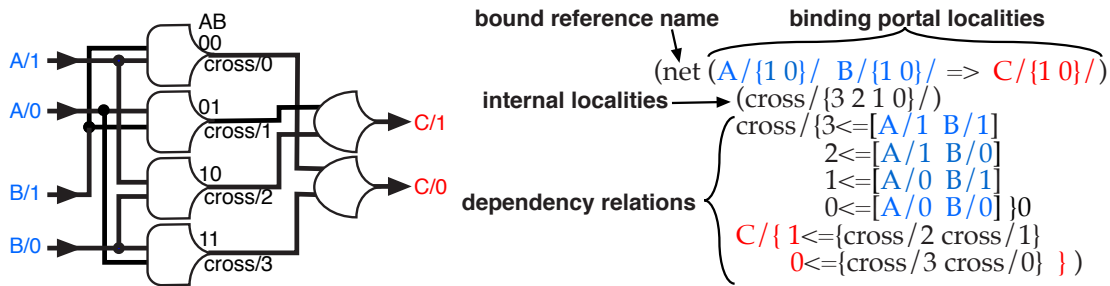 AB
00
cross/0
A/1
A/0
01
cross/1
C/1
B/1
10
cross/2
C/0
B/0
11
cross/3
bound reference name
binding portal localities
(net (A/{1 0}/ B/{1 0}/ => C/{1 0}/)
internal localities
(cross/{3 2 1 0}/)
cross/{3<=[A/1 B/1]
2<=[A/1 B/0]
1<=[A/0 B/1]
dependency relations
0<=[A/0 B/0] }0
C/{ 1<={cross/2 cross/1}
0<={cross/3 cross/0} } )